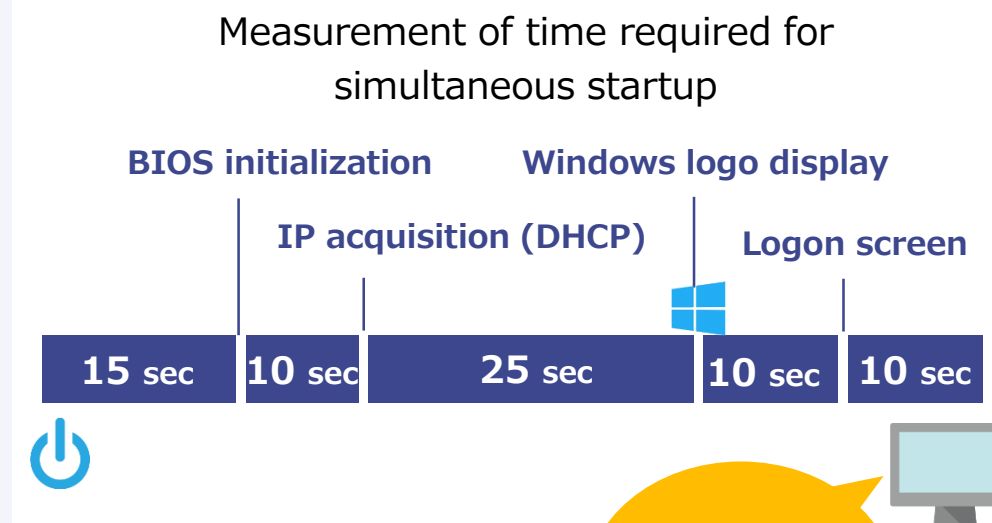 Measurement of time required for
simultaneous startup
BIOS initialization
Windows logo display
IP acquisition (DHCP)
Logon screen
15 sec
10 sec
25 sec
10 sec
10 sec